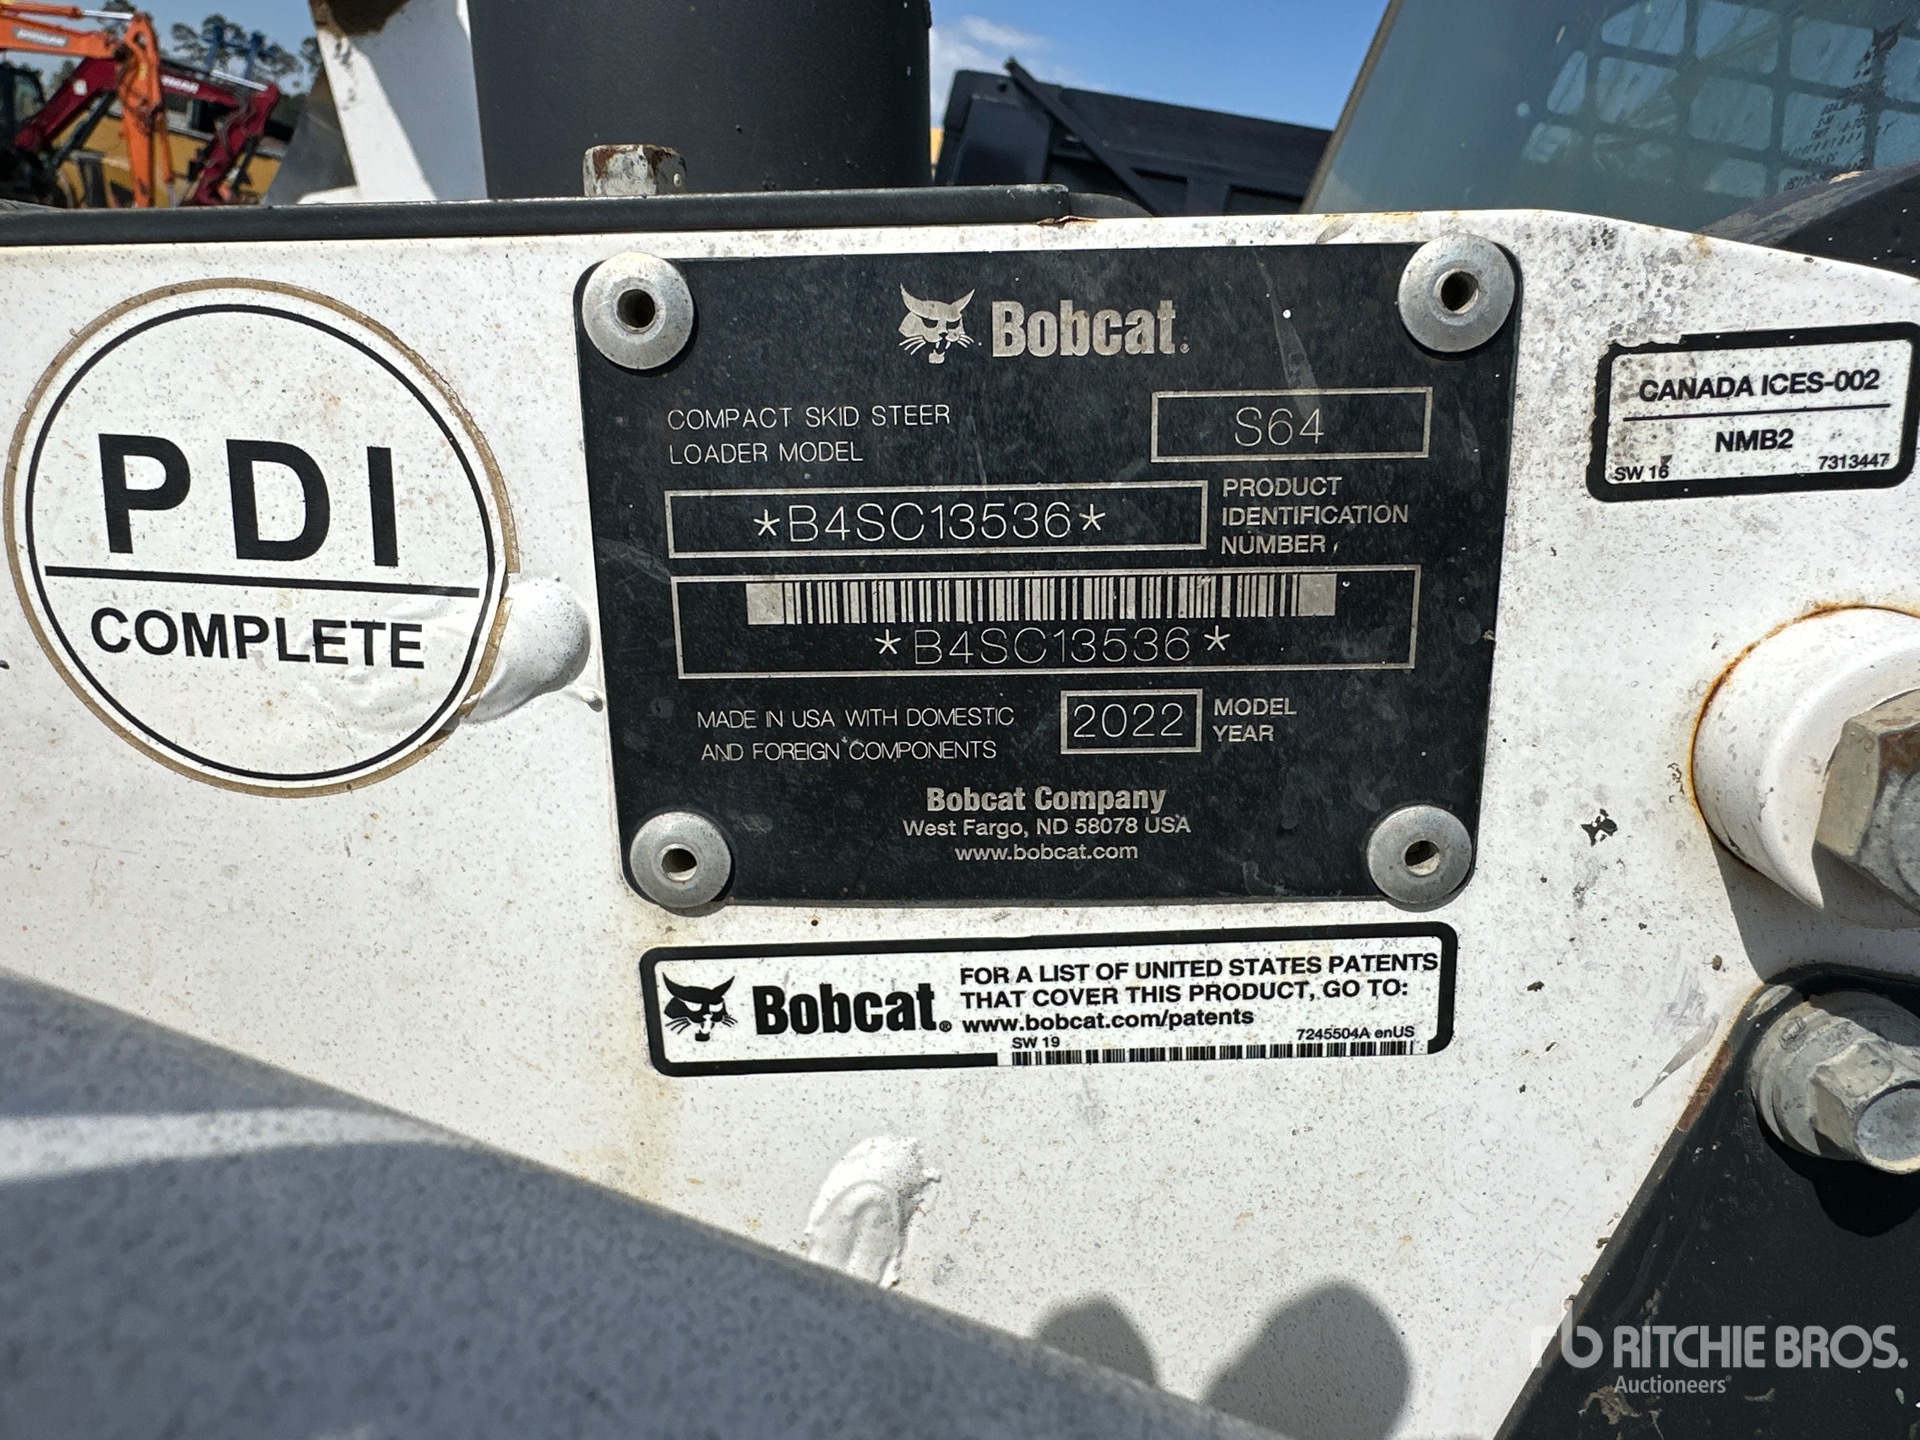 PDI
COMPLETE
Bobcat®
COMPACT SKID STEER
LOADER MODEL
S64
*B4SC13536*
PRODUCT
IDENTIFICATION
NUMBER
*B4SC13536*
MADE IN USA WITH DOMESTIC
AND FOREIGN COMPONENTS
2022
MODEL
YEAR
Bobcat Company
West Fargo, ND 58078 USA
www.bobcat.com
CANADA ICES-002
NMB2
SW 16
7313447
Bobcat®
FOR A LIST OF UNITED STATES PATENTS
THAT COVER THIS PRODUCT, GO TO:
www.bobcat.com/patents
SW 19
7245504A enUS
rb RITCHIE BROS.
Auctioneers®